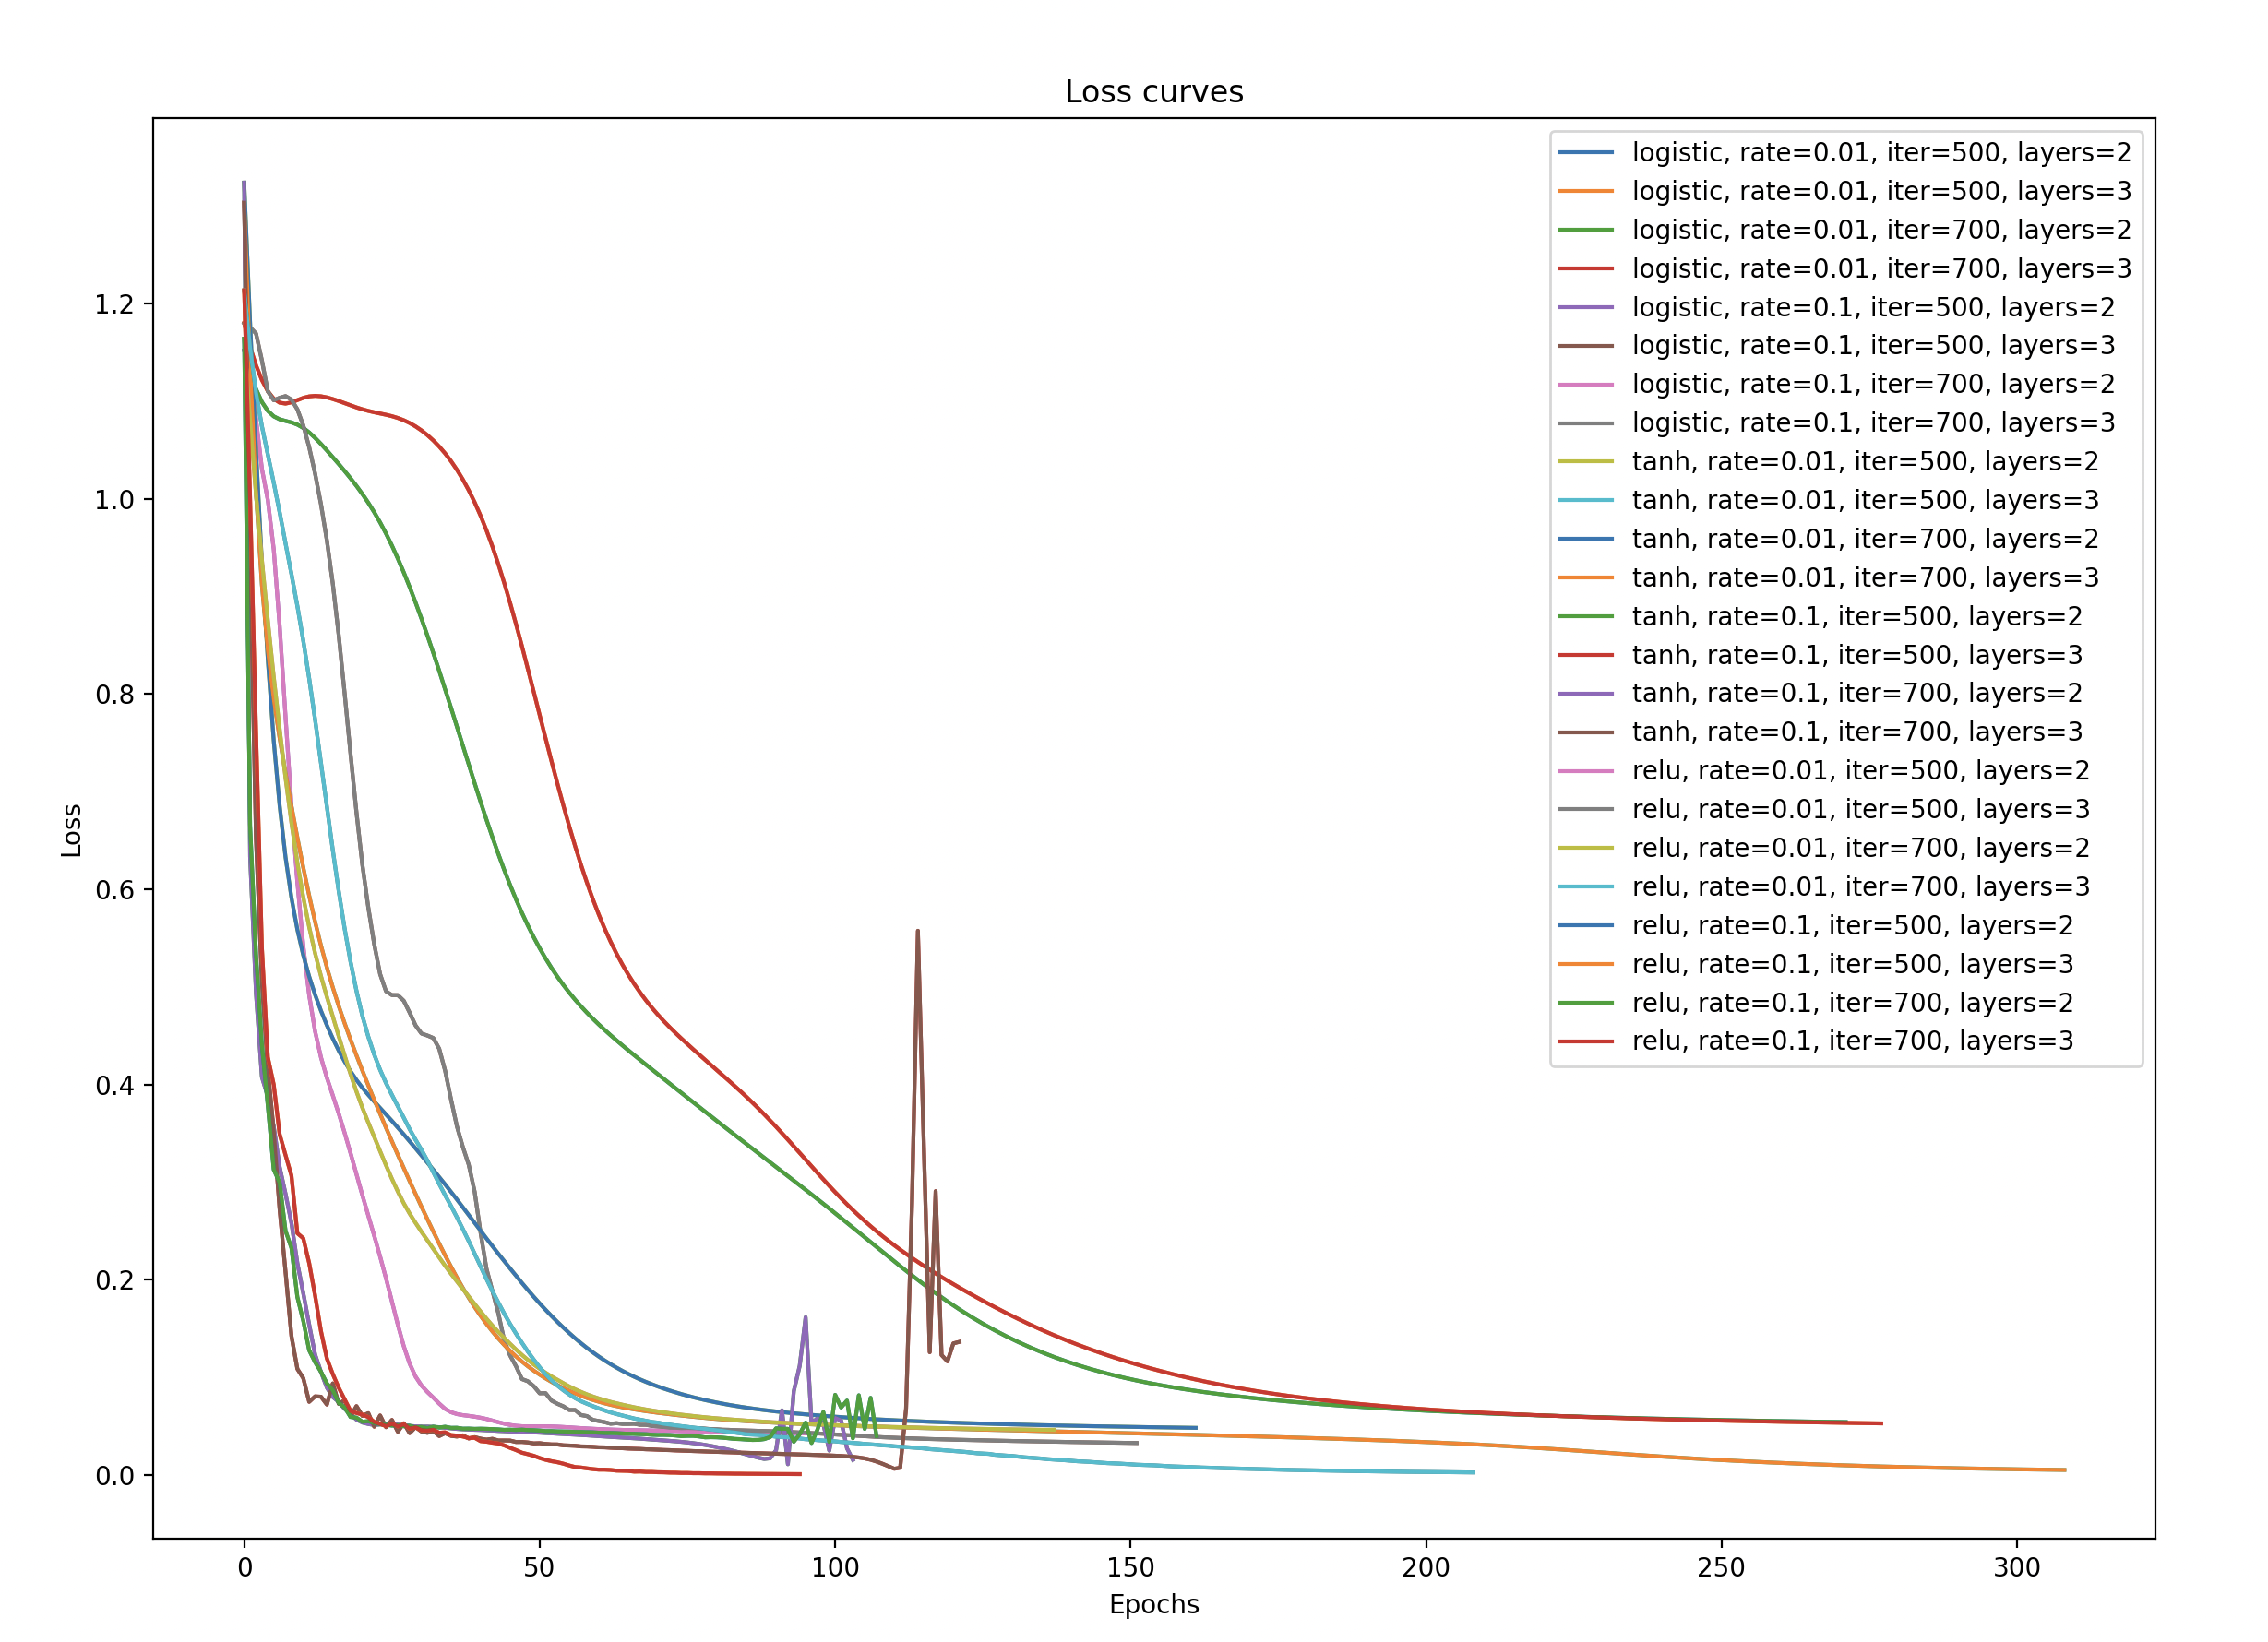 Loss curves
logistic, rate=0.01, iter=500, layers=2
logistic, rate=0.01, iter=500, layers=3
logistic, rate=0.01, iter=700, layers=2
logistic, rate=0.01, iter=700, layers=3
logistic, rate=0.1, iter=500, layers=2
logistic, rate=0.1, iter=500, layers=3
logistic, rate=0.1, iter=700, layers=2
logistic, rate=0.1, iter=700, layers=3
tanh, rate=0.01, iter=500, layers=2
tanh, rate=0.01, iter=500, layers=3
tanh, rate=0.01, iter=700, layers=2
tanh, rate=0.01, iter=700, layers=3
tanh, rate=0.1, iter=500, layers=2
tanh, rate=0.1, iter=500, layers=3
tanh, rate=0.1, iter=700, layers=2
tanh, rate=0.1, iter=700, layers=3
relu, rate=0.01, iter=500, layers=2
relu, rate=0.01, iter=500, layers=3
relu, rate=0.01, iter=700, layers=2
relu, rate=0.01, iter=700, layers=3
relu, rate=0.1, iter=500, layers=2
relu, rate=0.1, iter=500, layers=3
relu, rate=0.1, iter=700, layers=2
relu, rate=0.1, iter=700, layers=3
Loss
1.2
1.0
0.8
0.6
0.4
0.2
0.0
0 50 100 150 200 250 300
Epochs